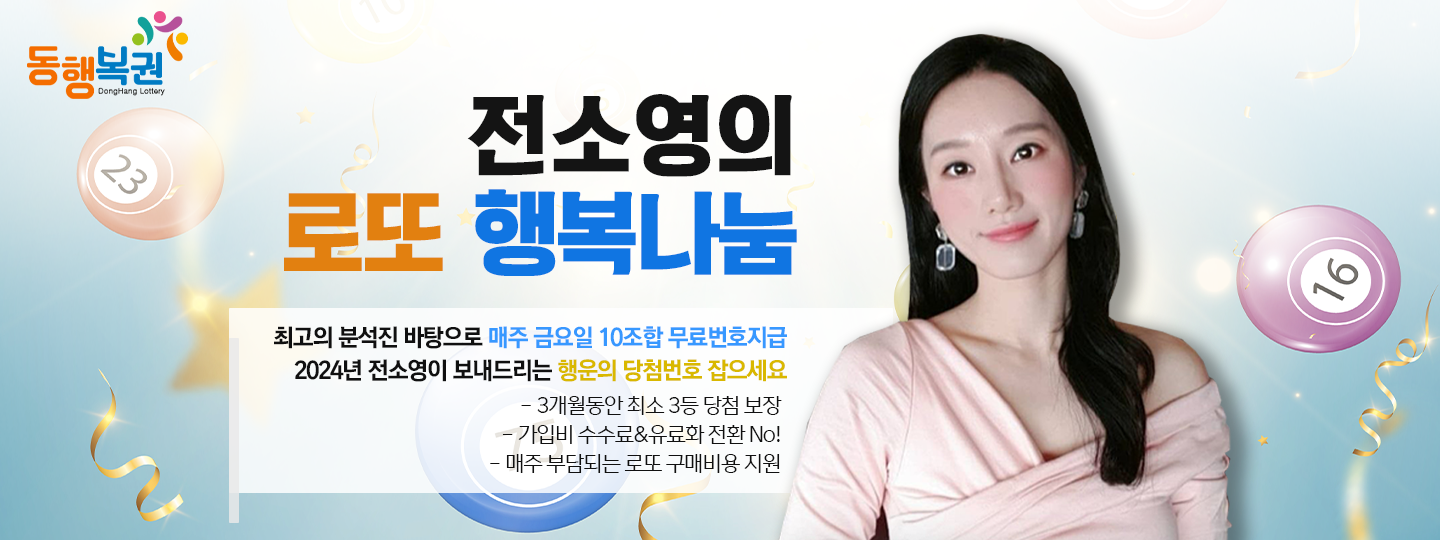 동행복권
DongHang Lottery
전소영의
로또 행복나눔
최고의 분석진 바탕으로 매주 금요일 10조합 무료번호지급
2024년 전소영이 보내드리는 행운의 당첨번호 잡으세요
- 3개월동안 최소 3등 당첨 보장
- 가입비 수수료&유료화 전환 No!
- 매주 부담되는 로또 구매비용 지원
10
23
16